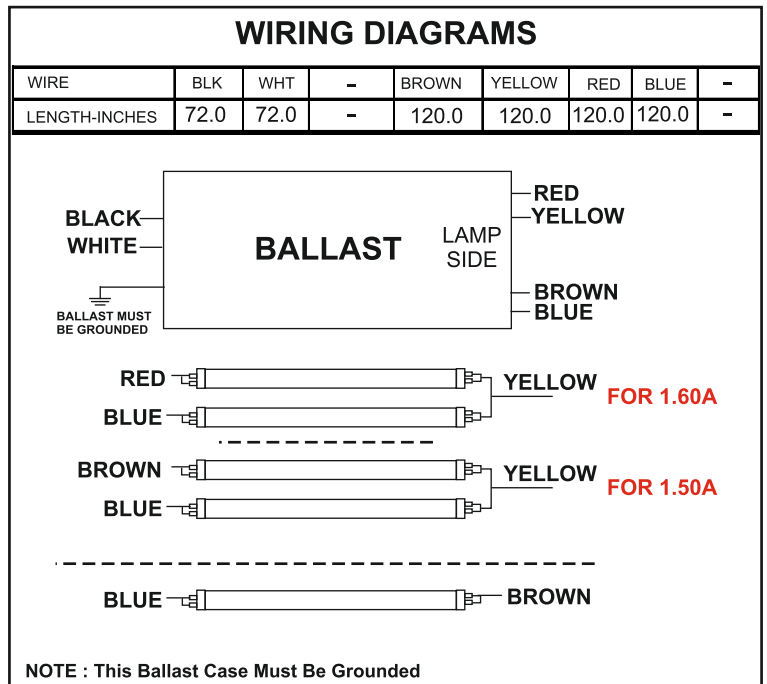 WIRING DIAGRAMS
WIRE BLK WHT - BROWN YELLOW RED BLUE -
LENGTH-INCHES 72.0 72.0 - 120.0 120.0 120.0 120.0 -
BLACK
WHITE
BALLAST MUST
BE GROUNDED
BALLAST
LAMP
SIDE
RED
YELLOW
BROWN
BLUE
RED YELLOW
FOR 1.60A
BLUE
BROWN YELLOW
FOR 1.50A
BLUE
BLUE BROWN
NOTE : This Ballast Case Must Be Grounded